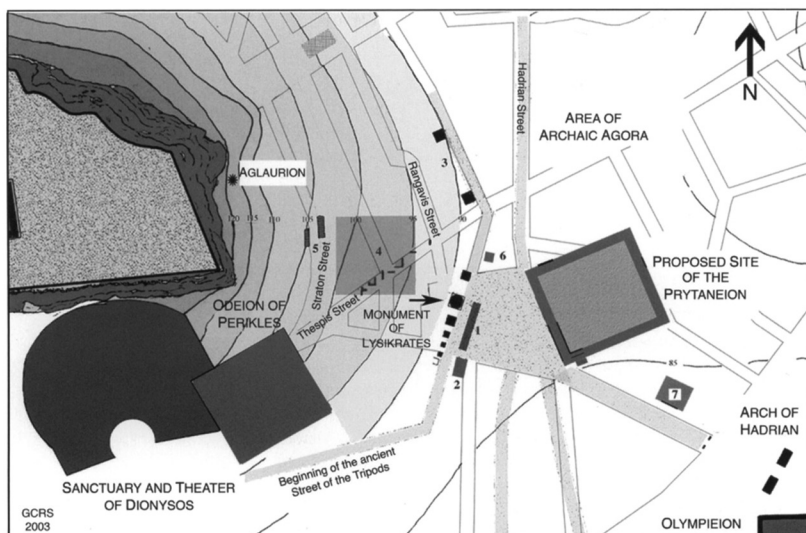 Hadrian Street
N
AREA OF
ARCHAIC AGORA
3
AGLAURION
Rangavis Street
120 115 110 105 95 90
5
Straton Street
4
6
PROPOSED SITE
OF THE
PRYTANEION
ODEION OF
PERIKLES
Thespis Street
MONUMENT
OF
LYSIKRATES
1
2
85
7
ARCH OF
HADRIAN
Beginning of the ancient
Street of the Tripods
SANCTUARY AND THEATER
OF DIONYSOS
GCRS
2003
OLYMPIEION